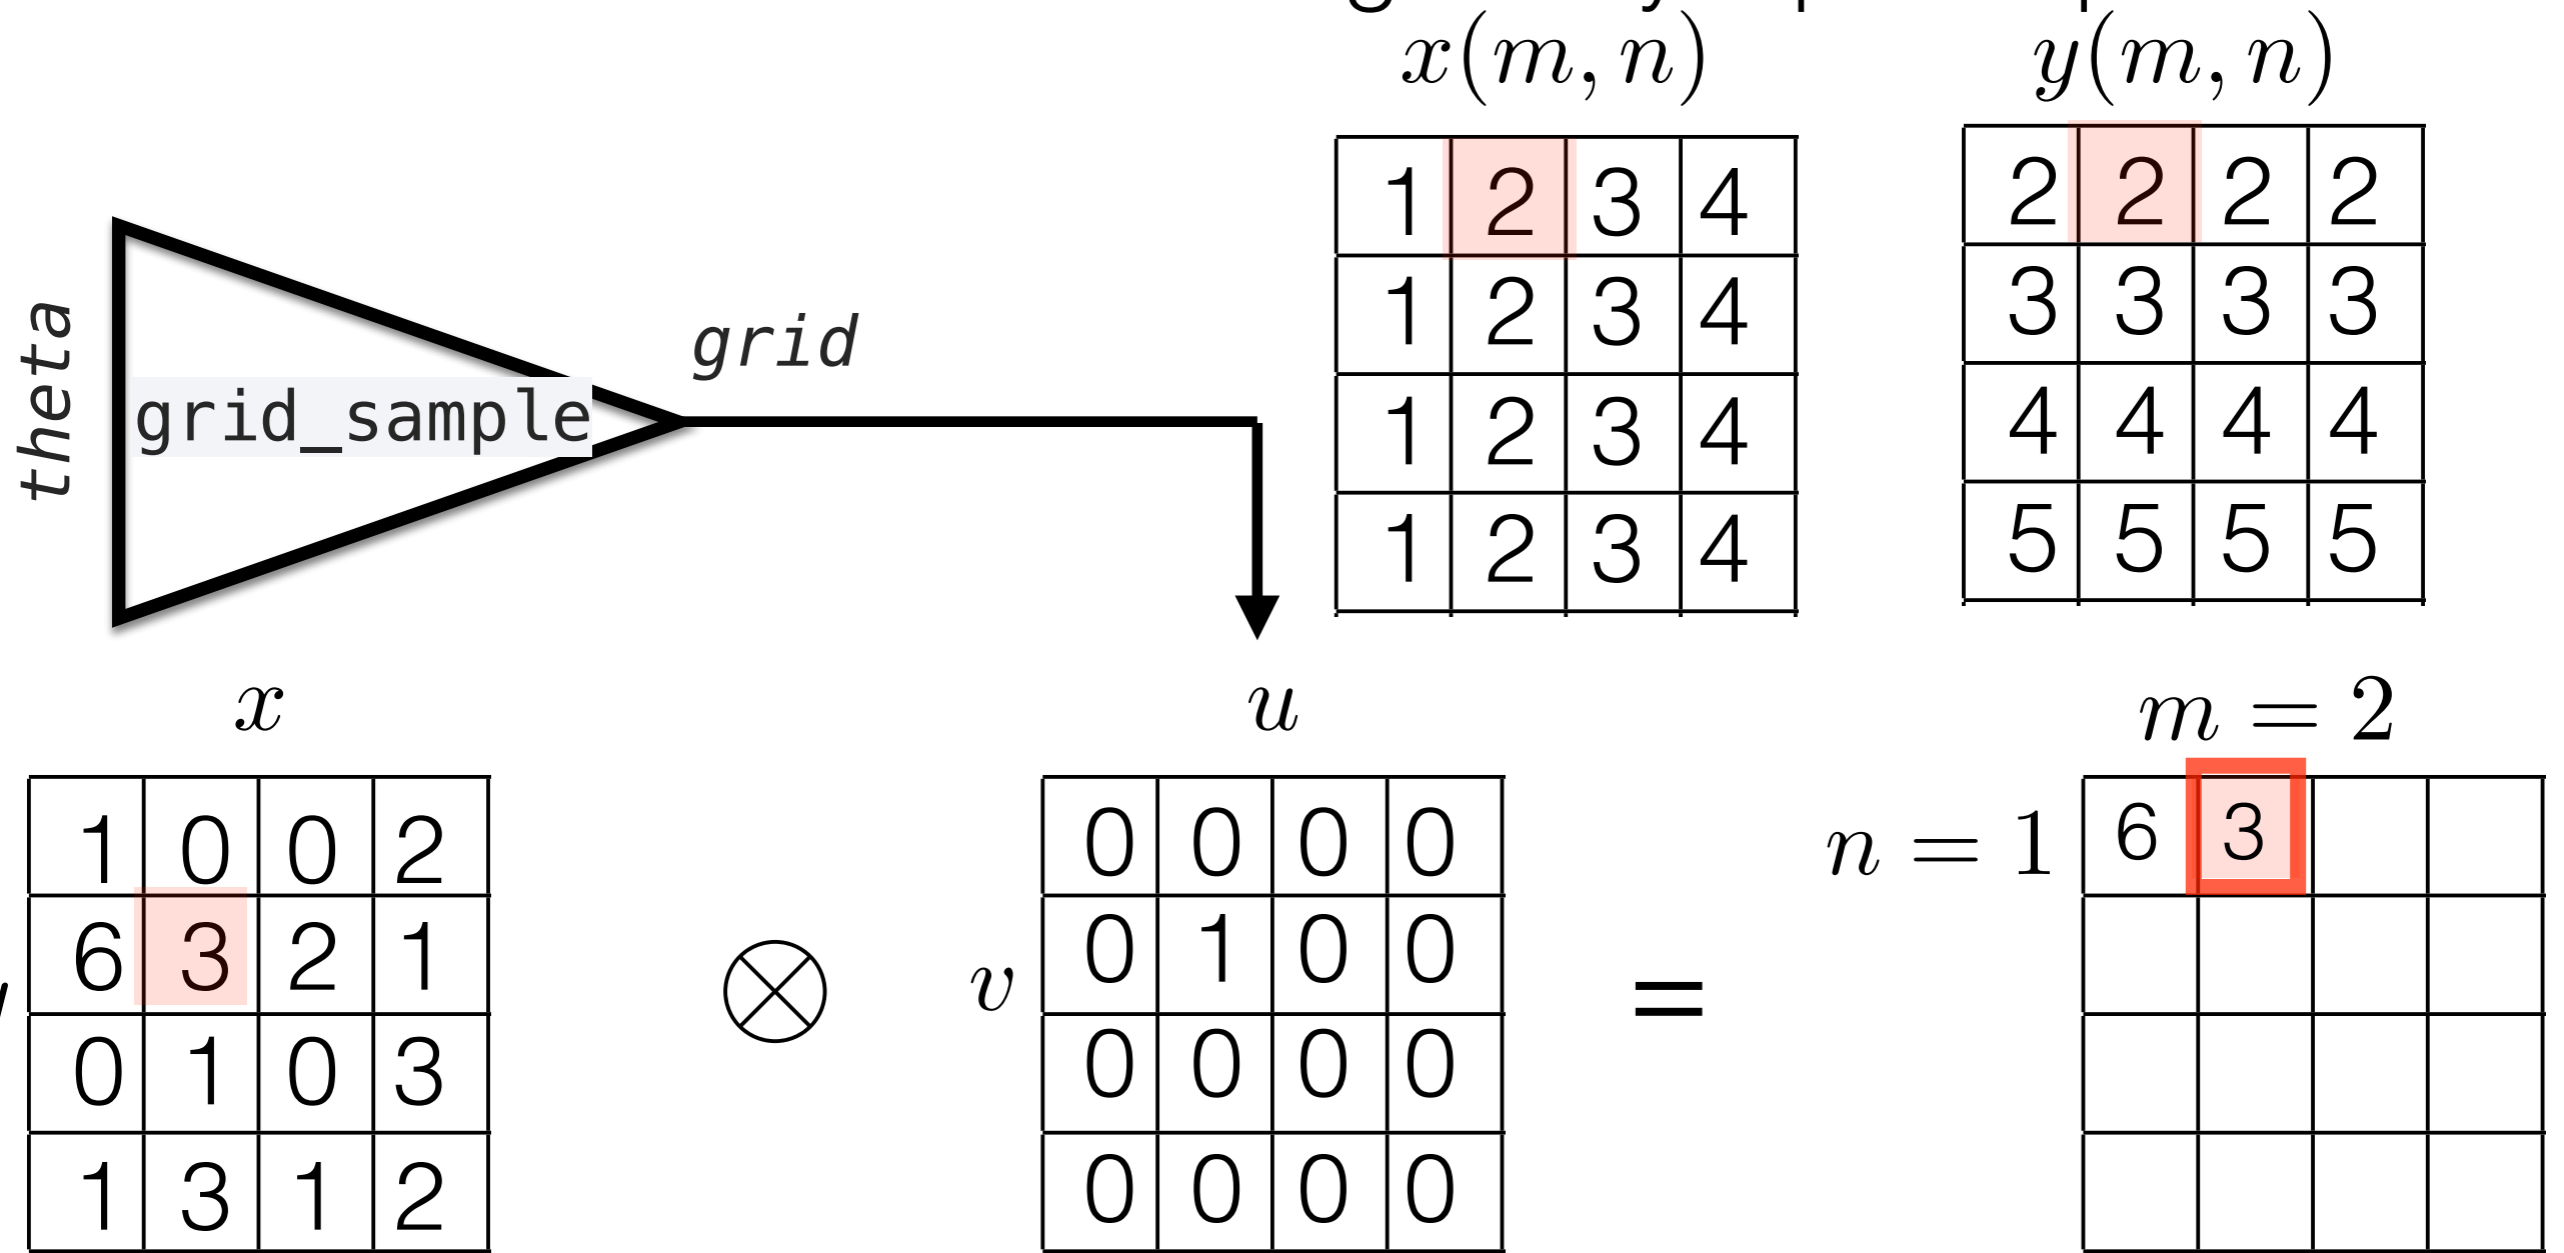 x(m, n) y(m, n)
1 2 3 4
1 2 3 4
1 2 3 4
1 2 3 4
2 2 2 2
3 3 3 3
4 4 4 4
5 5 5 5
theta
grid_sample
grid
x
1 0 0 2
6 3 2 1
0 1 0 3
1 3 1 2
⊗
u
v
0 0 0 0
0 1 0 0
0 0 0 0
0 0 0 0
=
m = 2
n = 1
6 3